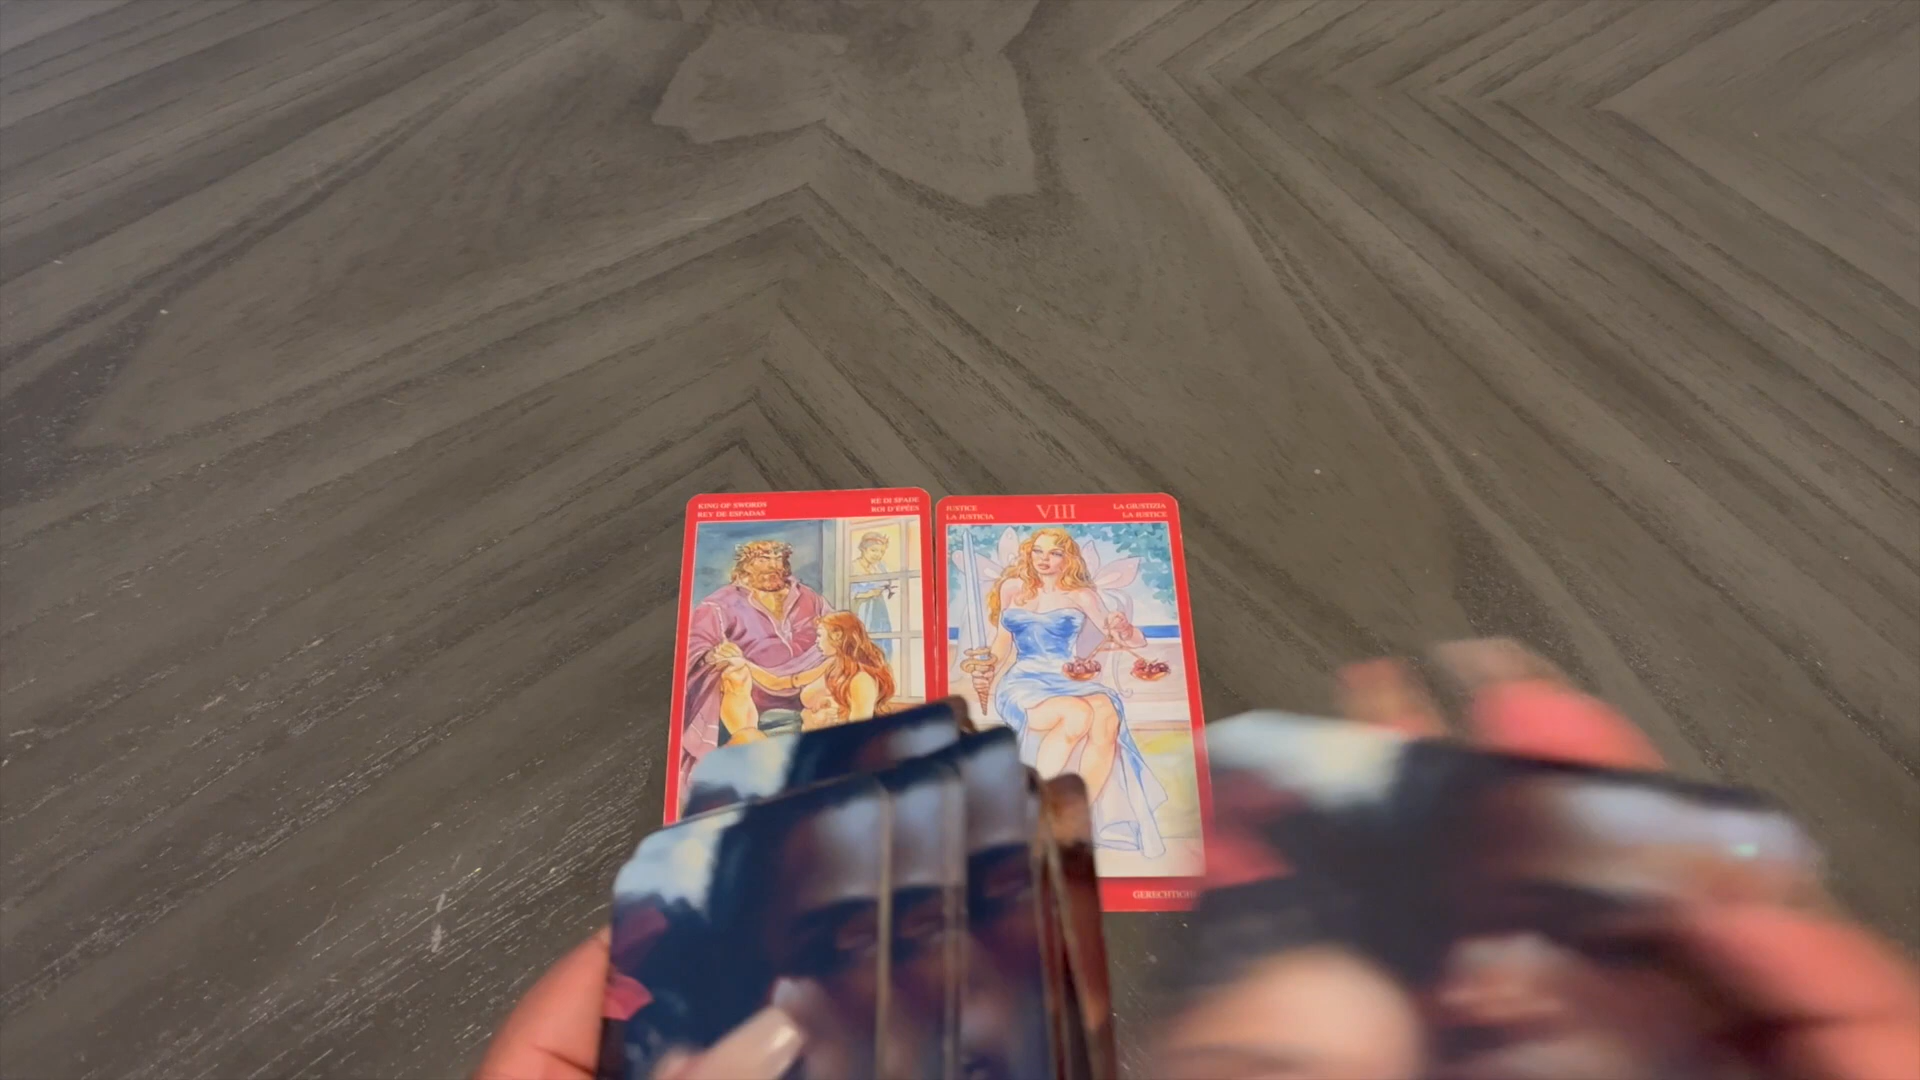 KING OF SWORDS
REY DE ESPADAS
RE DI SPADE
ROI D'ÉPÉES
JUSTICE
LA JUSTICIA
VIII
LA GIUSTIZIA
LA JUSTICE